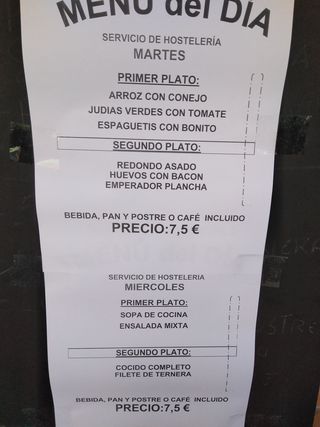 MENÚ del DÍA
SERVICIO DE HOSTELERÍA
MARTES
PRIMER PLATO:
ARROZ CON CONEJO
JUDIAS VERDES CON TOMATE
ESPAGUETIS CON BONITO
SEGUNDO PLATO:
REDONDO ASADO
HUEVOS CON BACON
EMPERADOR PLANCHA
BEBIDA, PAN Y POSTRE O CAFÉ INCLUIDO
PRECIO:7,5 €
SERVICIO DE HOSTELERIA
MIERCOLES
PRIMER PLATO:
SOPA DE COCINA
ENSALADA MIXTA
SEGUNDO PLATO:
COCIDO COMPLETO
FILETE DE TERNERA
BEBIDA, PAN Y POSTRE O CAFÉ INCLUIDO
PRECIO:7,5 €